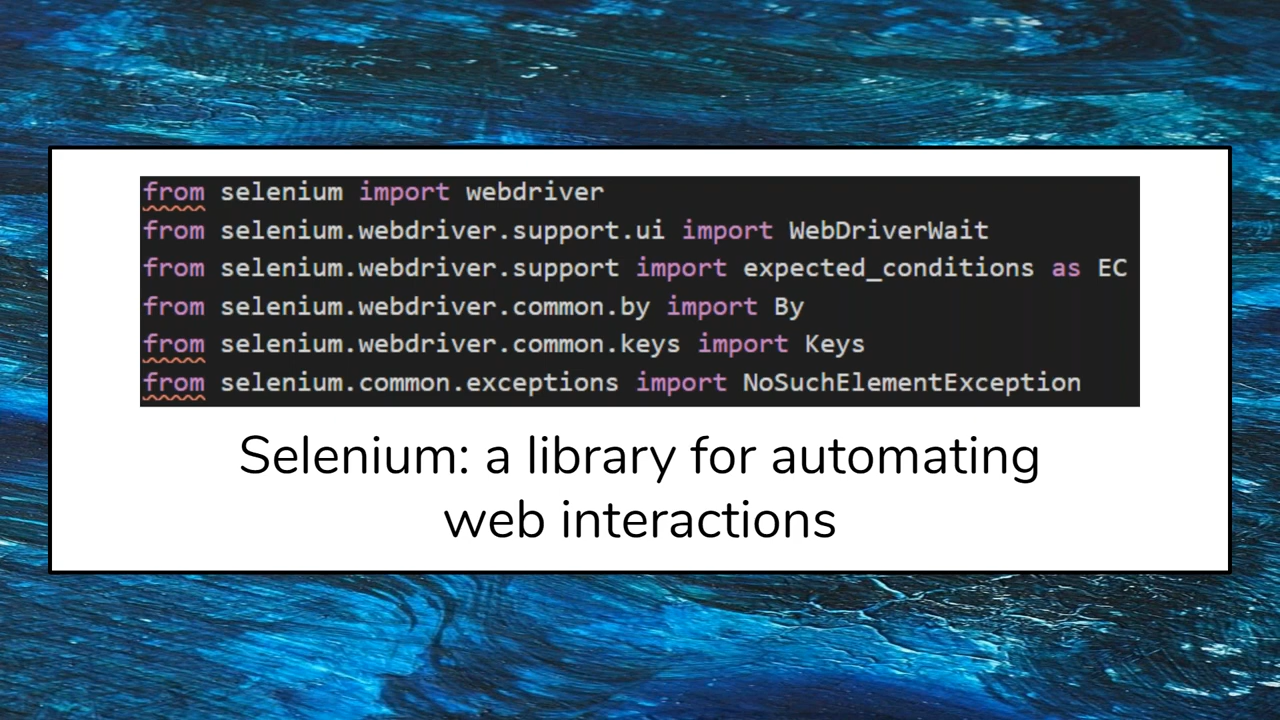 from selenium import webdriver
from selenium.webdriver.support.ui import WebDriverWait
from selenium.webdriver.support import expected_conditions as EC
from selenium.webdriver.common.by import By
from selenium.webdriver.common.keys import Keys
from selenium.common.exceptions import NoSuchElementException
Selenium: a library for automating
web interactions